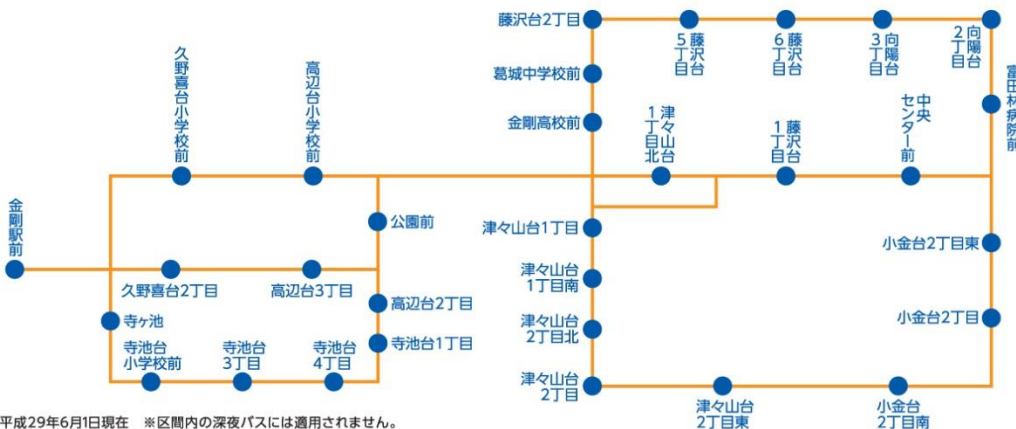 藤沢台2丁目
藤沢台
5丁目
藤沢台
6丁目
向陽台
3丁目
向陽台
2丁目
久野喜台小学校前
高辺台小学校前
葛城中学校前
金剛高校前
津々山台
1丁目北
藤沢台
1丁目
中央
センター前
富田林病院前
金剛駅前
公園前
津々山台1丁目
小金台2丁目東
久野喜台2丁目
高辺台3丁目
津々山台
1丁目南
高辺台2丁目
寺ヶ池
津々山台
2丁目北
小金台2丁目
寺池台
小学校前
寺池台
3丁目
寺池台
4丁目
寺池台1丁目
津々山台
2丁目
津々山台
2丁目東
小金台
2丁目南
平成29年6月1日現在 ※区間内の深夜バスには適用されません。